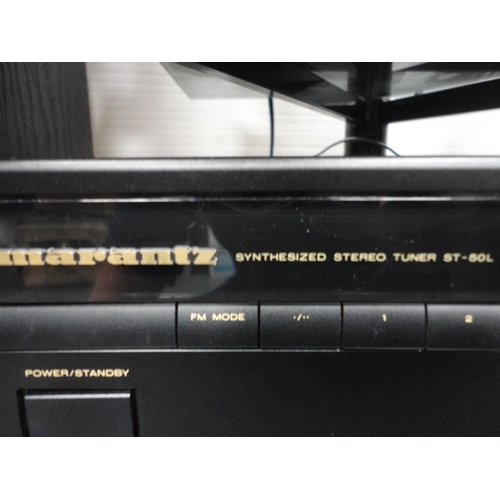 marantz SYNTHESIZED STEREO TUNER ST-50L
FM MODE ·/·· 1 2
POWER/STANDBY